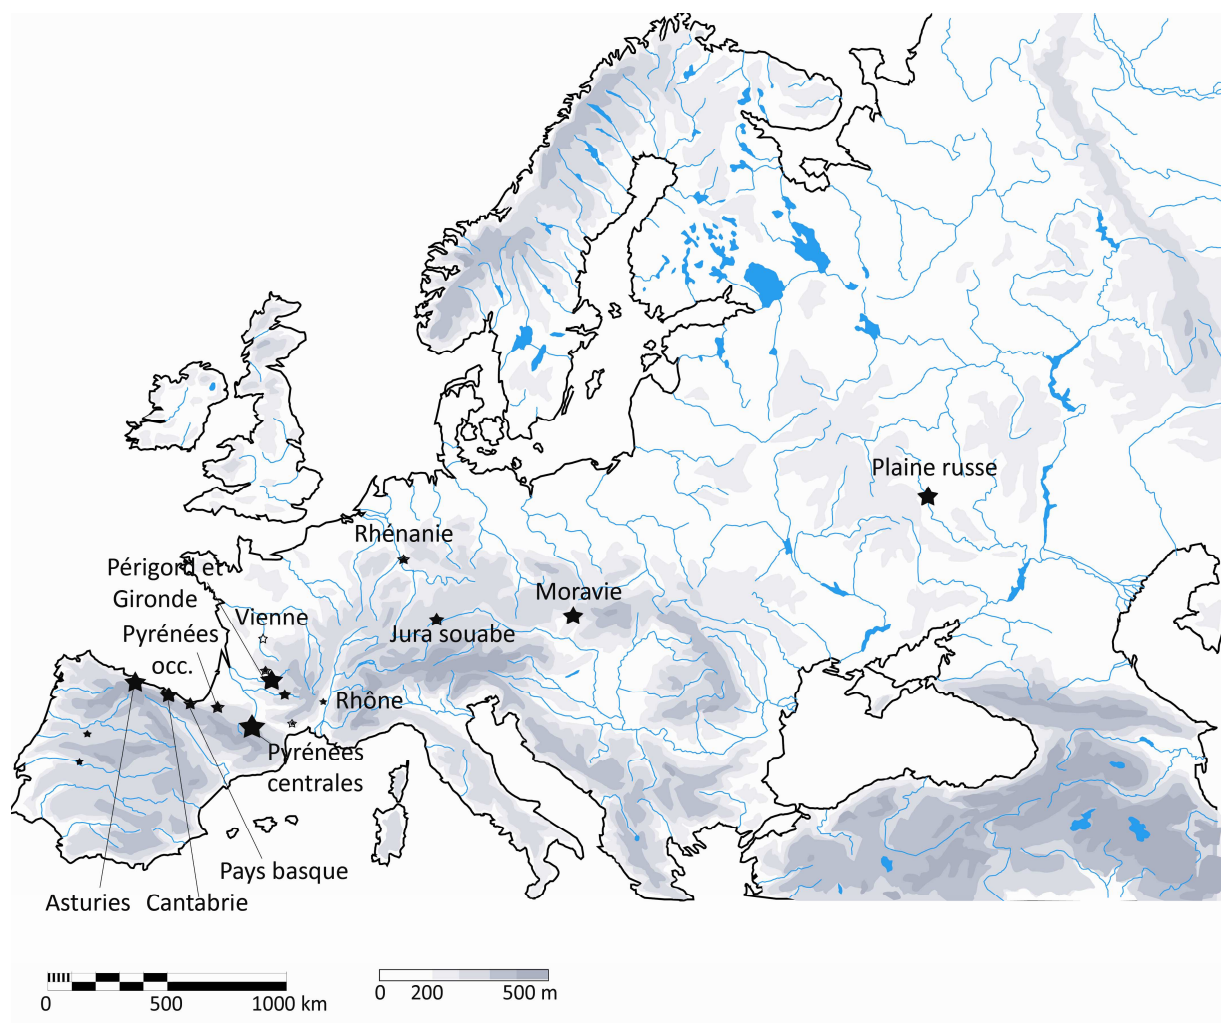 Plaine russe
Rhénanie
Périgord et
Gironde
Moravie
Vienne
Jura souabe
Pyrénées
occ.
Rhône
Pyrénées
centrales
Pays basque
Asturies
Cantabrie
0 500 1000 km
0 200 500 m